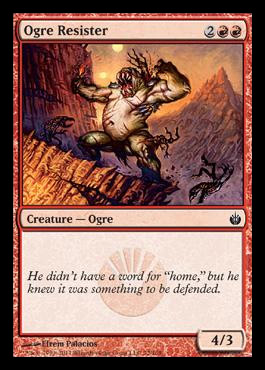 Ogre Resister
2
Creature — Ogre
He didn't have a word for “home,” but he
knew it was something to be defended.
Efrem Palacios
4/3